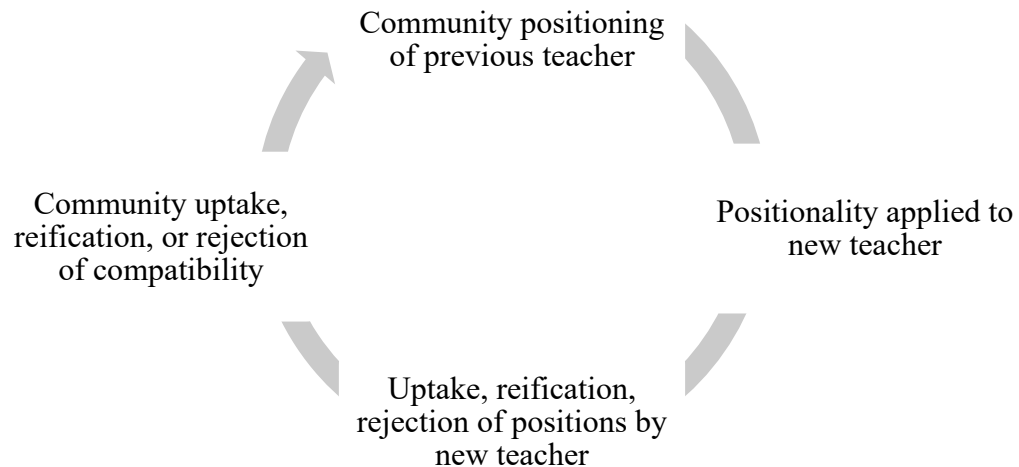 Community positioning
of previous teacher
Positionality applied to
new teacher
Uptake, reification,
rejection of positions by
new teacher
Community uptake,
reification, or rejection
of compatibility